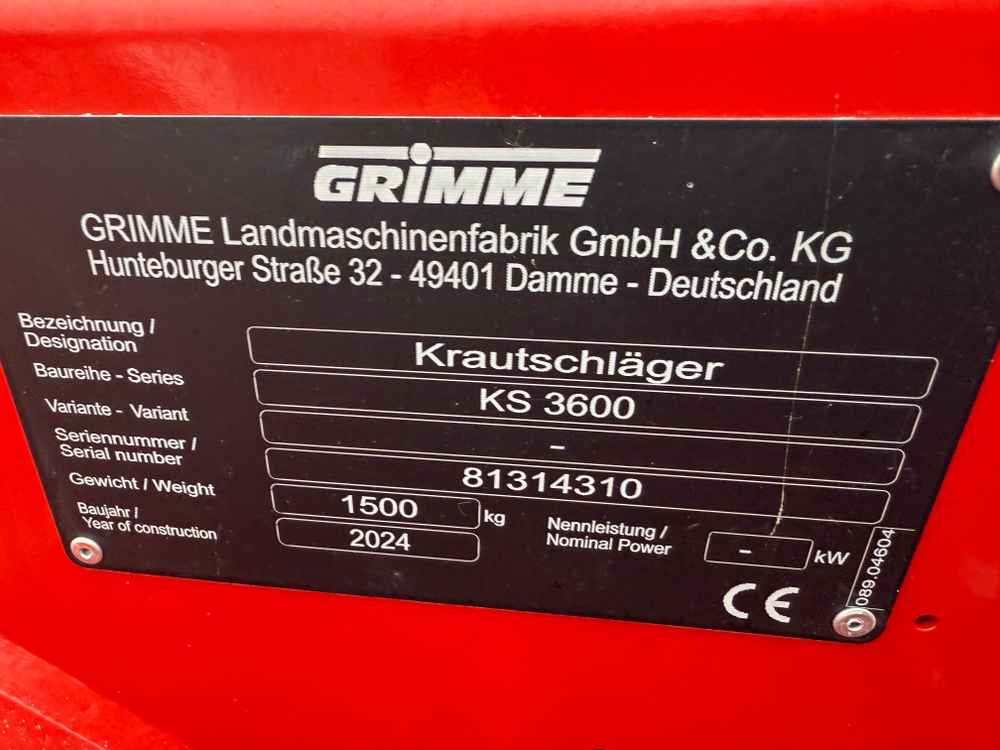 GRIMME
GRIMME Landmaschinenfabrik GmbH &Co. KG
Hunteburger Straße 32 - 49401 Damme - Deutschland
Bezeichnung /
Designation
Krautschläger
Baureihe - Series
KS 3600
Variante - Variant
-
Seriennummer /
Serial number
81314310
Gewicht / Weight
1500
kg
Baujahr /
Year of construction
2024
Nennleistung /
Nominal Power
-
kW
CE
089.04604